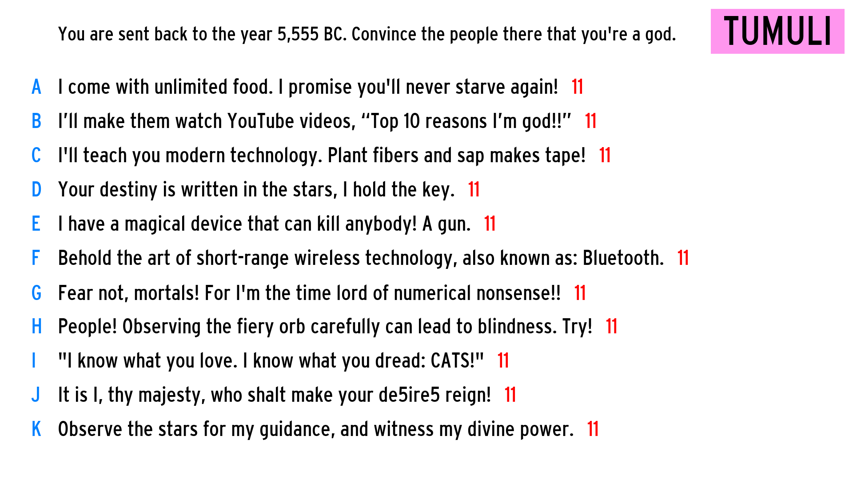 You are sent back to the year 5,555 BC. Convince the people there that you're a god.
TUMULI
A I come with unlimited food. I promise you'll never starve again! 11
B I’ll make them watch YouTube videos, “Top 10 reasons I’m god!!” 11
C I'll teach you modern technology. Plant fibers and sap makes tape! 11
D Your destiny is written in the stars, I hold the key. 11
E I have a magical device that can kill anybody! A gun. 11
F Behold the art of short-range wireless technology, also known as: Bluetooth. 11
G Fear not, mortals! For I'm the time lord of numerical nonsense!! 11
H People! Observing the fiery orb carefully can lead to blindness. Try! 11
I "I know what you love. I know what you dread: CATS!" 11
J It is I, thy majesty, who shalt make your de5ire5 reign! 11
K Observe the stars for my guidance, and witness my divine power. 11